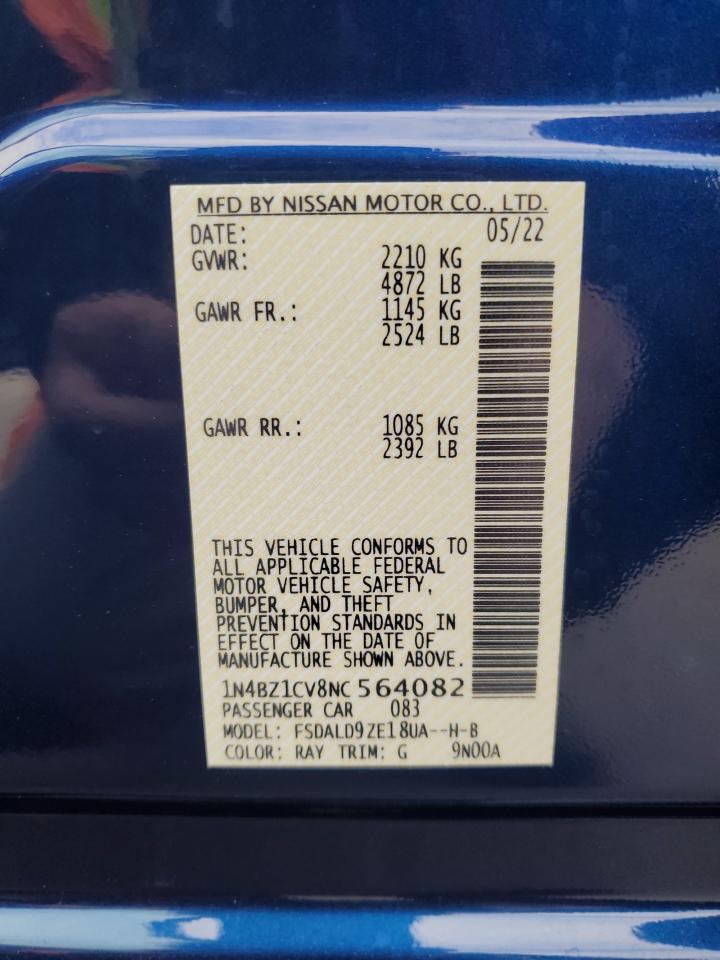 MFD BY NISSAN MOTOR CO., LTD.
DATE: 05/22
GVWR: 2210 KG
4872 LB
GAWR FR.: 1145 KG
2524 LB
GAWR RR.: 1085 KG
2392 LB
THIS VEHICLE CONFORMS TO
ALL APPLICABLE FEDERAL
MOTOR VEHICLE SAFETY,
BUMPER, AND THEFT
PREVENTION STANDARDS IN
EFFECT ON THE DATE OF
MANUFACTURE SHOWN ABOVE.
1N4BZ1CV8NC 564082
PASSENGER CAR 083
MODEL: FSDALD9ZE18UA--H-B
COLOR: RAY TRIM: G 9N00A